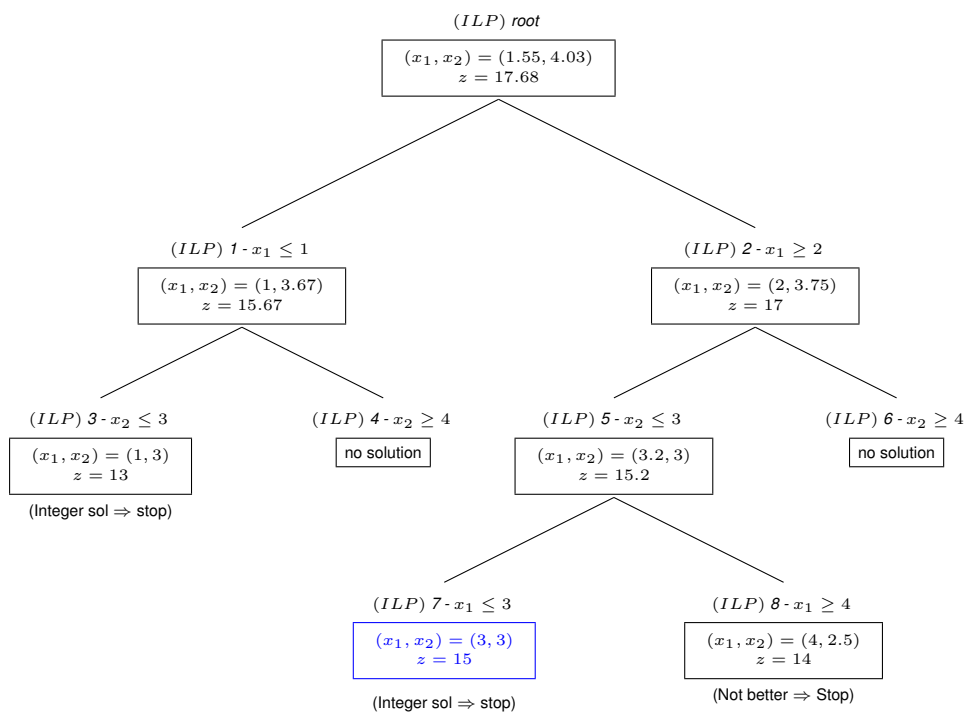 (ILP) root
(x₁, x₂) = (1.55, 4.03)
z = 17.68
(ILP) 1 - x₁ ≤ 1
(x₁, x₂) = (1, 3.67)
z = 15.67
(ILP) 2 - x₁ ≥ 2
(x₁, x₂) = (2, 3.75)
z = 17
(ILP) 3 - x₂ ≤ 3
(x₁, x₂) = (1, 3)
z = 13
(Integer sol ⇒ stop)
(ILP) 4 - x₂ ≥ 4
no solution
(ILP) 5 - x₂ ≤ 3
(x₁, x₂) = (3.2, 3)
z = 15.2
(ILP) 6 - x₂ ≥ 4
no solution
(ILP) 7 - x₁ ≤ 3
(x₁, x₂) = (3, 3)
z = 15
(Integer sol ⇒ stop)
(ILP) 8 - x₁ ≥ 4
(x₁, x₂) = (4, 2.5)
z = 14
(Not better ⇒ Stop)